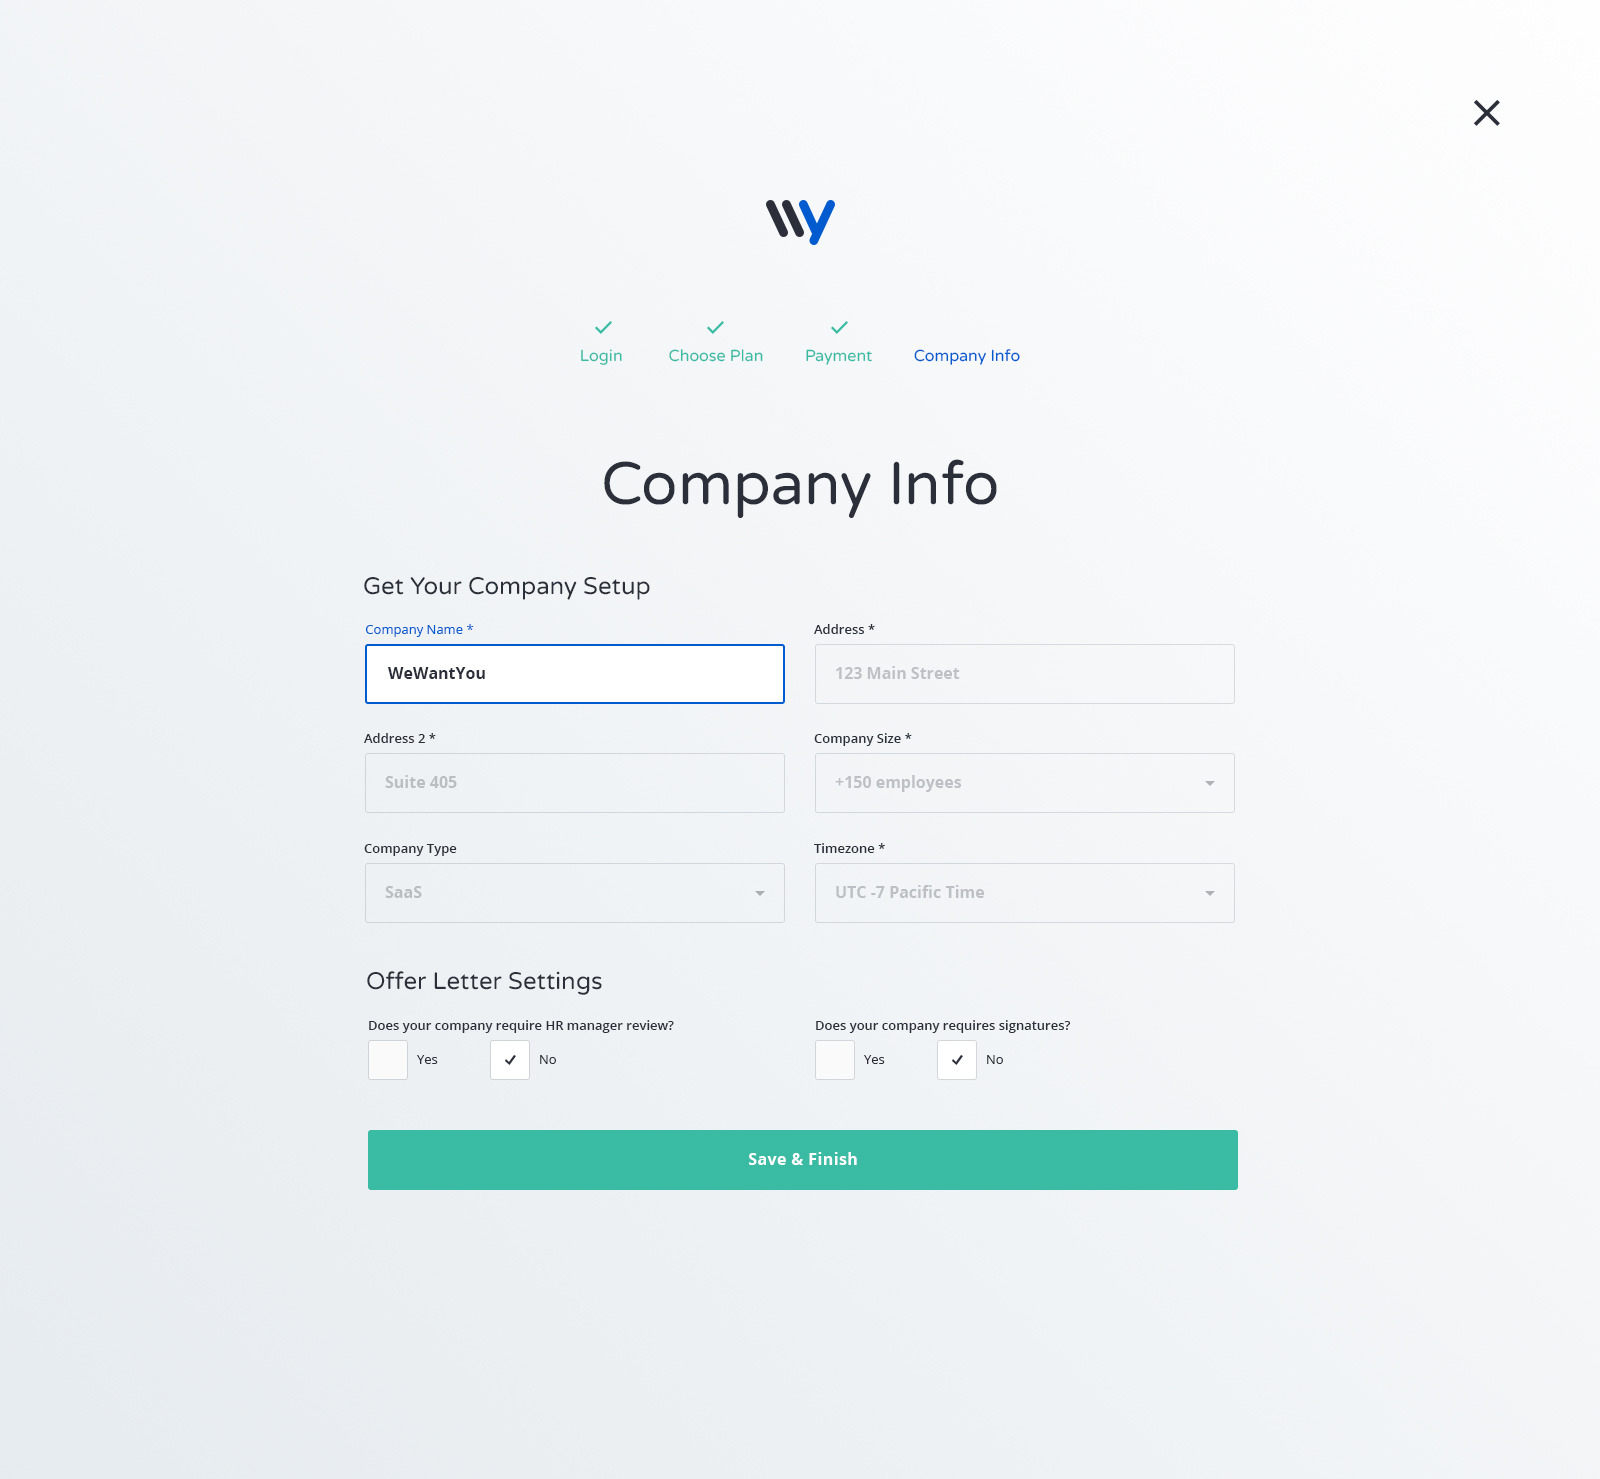 Wy
Login Choose Plan Payment Company Info
Company Info
Get Your Company Setup
Company Name * Address *
WeWantYou 123 Main Street
Address 2 * Company Size *
Suite 405 +150 employees
Company Type Timezone *
SaaS UTC -7 Pacific Time
Offer Letter Settings
Does your company require HR manager review? Does your company requires signatures?
Yes No Yes No
Save & Finish